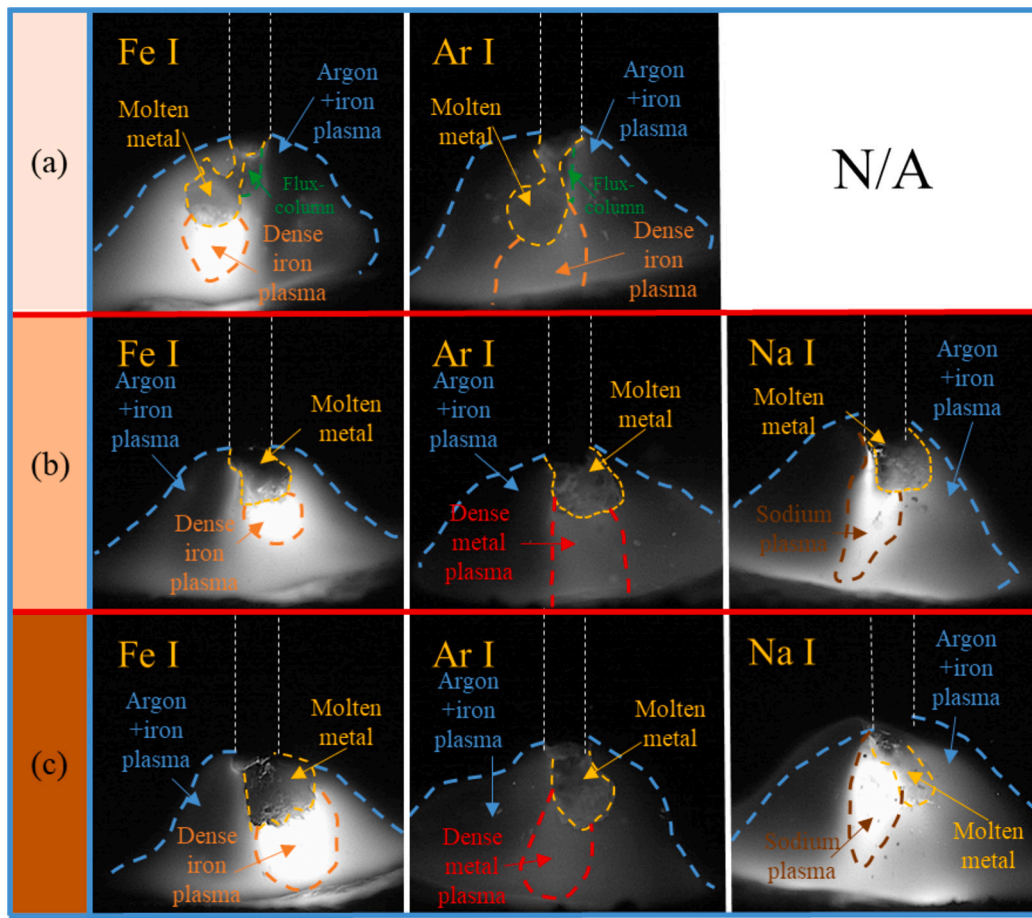 (a)
Fe I
Argon
+iron
plasma
Molten
metal
Flux-
column
Dense
iron
plasma
Ar I
Argon
+iron
plasma
Molten
metal
Flux-
column
Dense
iron
plasma
N/A
(b)
Fe I
Argon
+iron
plasma
Molten
metal
Dense
iron
plasma
Ar I
Argon
+iron
plasma
Molten
metal
Dense
metal
plasma
Na I
Argon
+iron
plasma
Molten
metal
Sodium
plasma
(c)
Fe I
Argon
+iron
plasma
Molten
metal
Dense
iron
plasma
Ar I
Argon
+iron
plasma
Molten
metal
Dense
metal
plasma
Na I
Argon
+iron
plasma
Sodium
plasma
Molten
metal